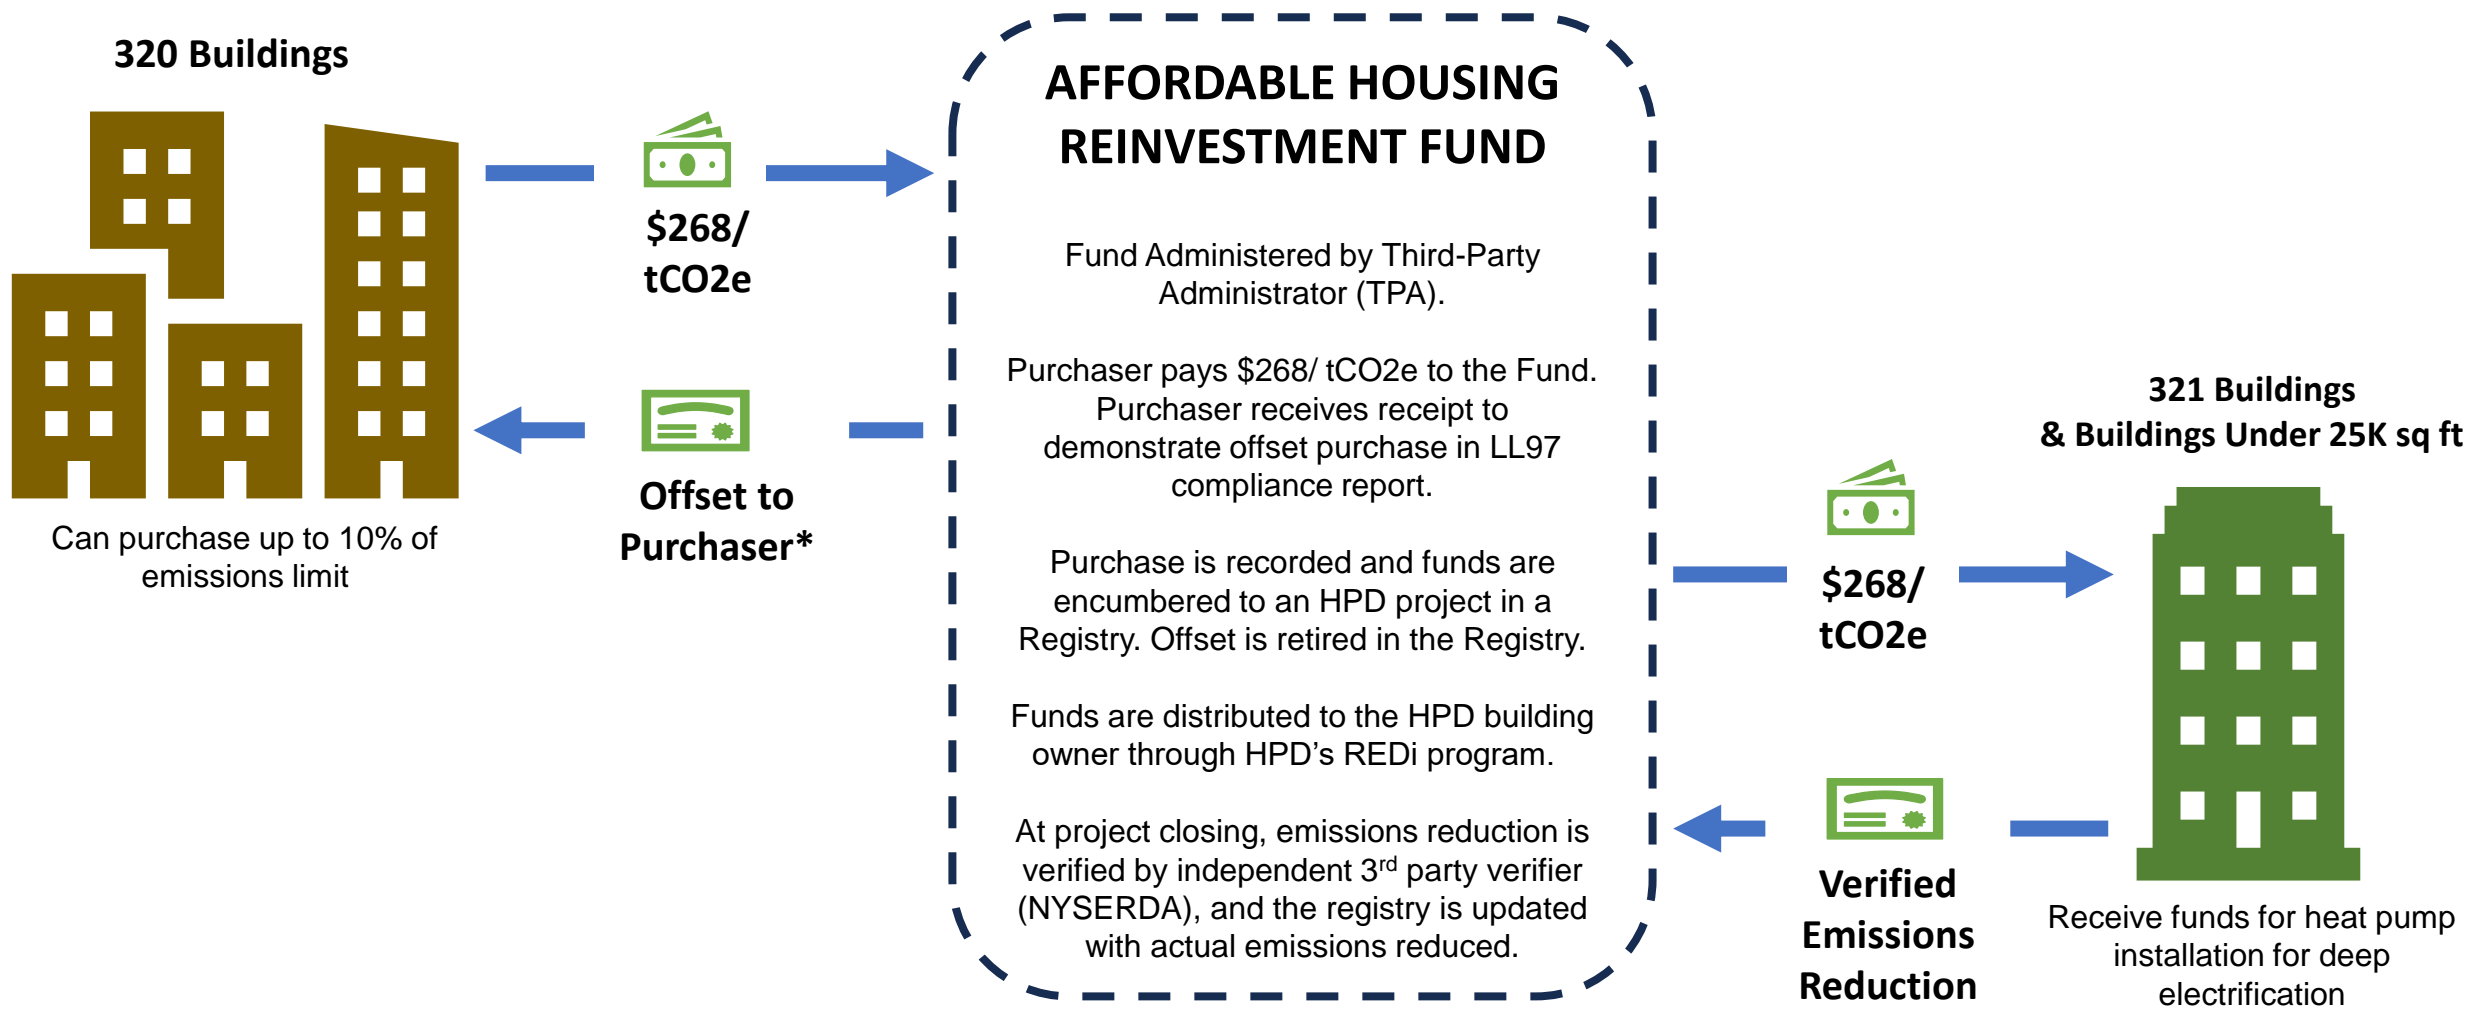 320 Buildings
$268/
tCO2e
Offset to
Purchaser*
Can purchase up to 10% of
emissions limit
AFFORDABLE HOUSING
REINVESTMENT FUND
Fund Administered by Third-Party
Administrator (TPA).
Purchaser pays $268/ tCO2e to the Fund.
Purchaser receives receipt to
demonstrate offset purchase in LL97
compliance report.
Purchase is recorded and funds are
encumbered to an HPD project in a
Registry. Offset is retired in the Registry.
Funds are distributed to the HPD building
owner through HPD’s REDi program.
At project closing, emissions reduction is
verified by independent 3rd party verifier
(NYSERDA), and the registry is updated
with actual emissions reduced.
321 Buildings
& Buildings Under 25K sq ft
$268/
tCO2e
Verified
Emissions
Reduction
Receive funds for heat pump
installation for deep
electrification